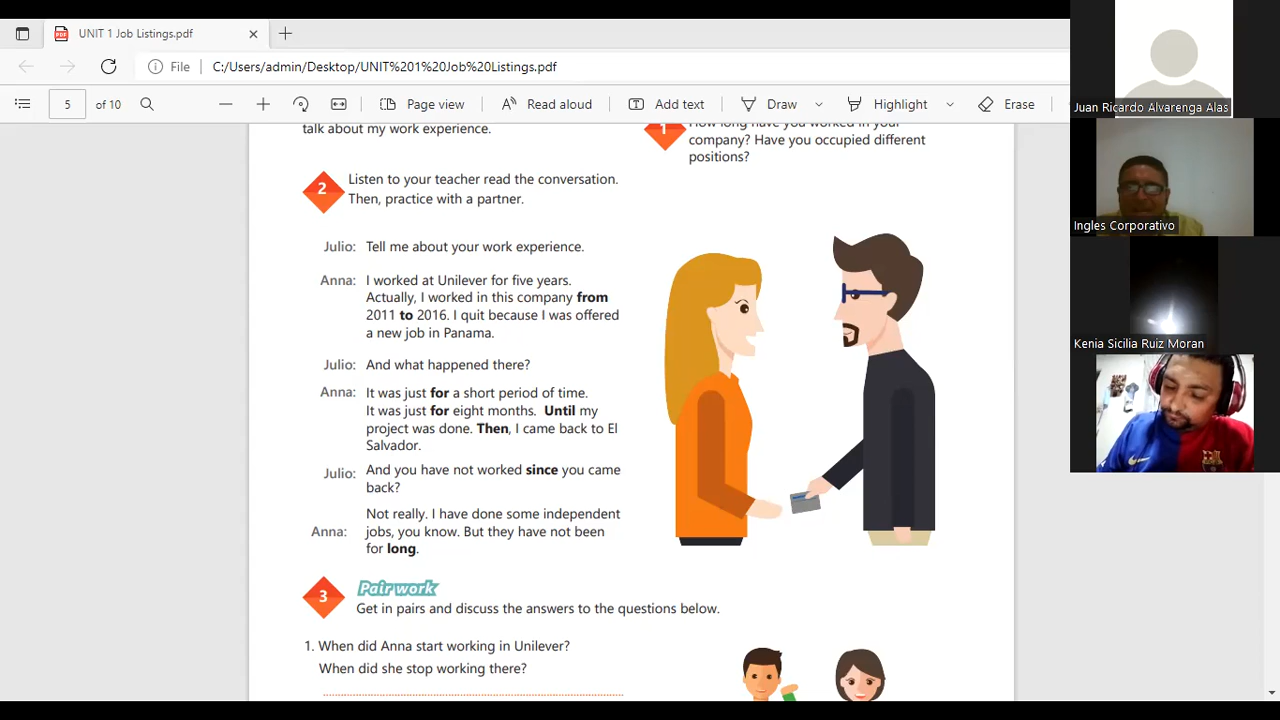 UNIT 1 Job Listings.pdf
File
C:/Users/admin/Desktop/UNIT%201%20Job%20Listings.pdf
5
of 10
Page view
Read aloud
Add text
Draw
Highlight
Erase
talk about my work experience.
1
How long have you worked in your
company? Have you occupied different
positions?
2
Listen to your teacher read the conversation.
Then, practice with a partner.
Julio: Tell me about your work experience.
Anna: I worked at Unilever for five years.
Actually, I worked in this company from
2011 to 2016. I quit because I was offered
a new job in Panama.
Julio: And what happened there?
Anna: It was just for a short period of time.
It was just for eight months. Until my
project was done. Then, I came back to El
Salvador.
Julio: And you have not worked since you came
back?
Not really. I have done some independent
Anna: jobs, you know. But they have not been
for long.
3
Pair work
Get in pairs and discuss the answers to the questions below.
1. When did Anna start working in Unilever?
When did she stop working there?
Juan Ricardo Alvarenga Alas
Ingles Corporativo
Kenia Sicilia Ruiz Moran